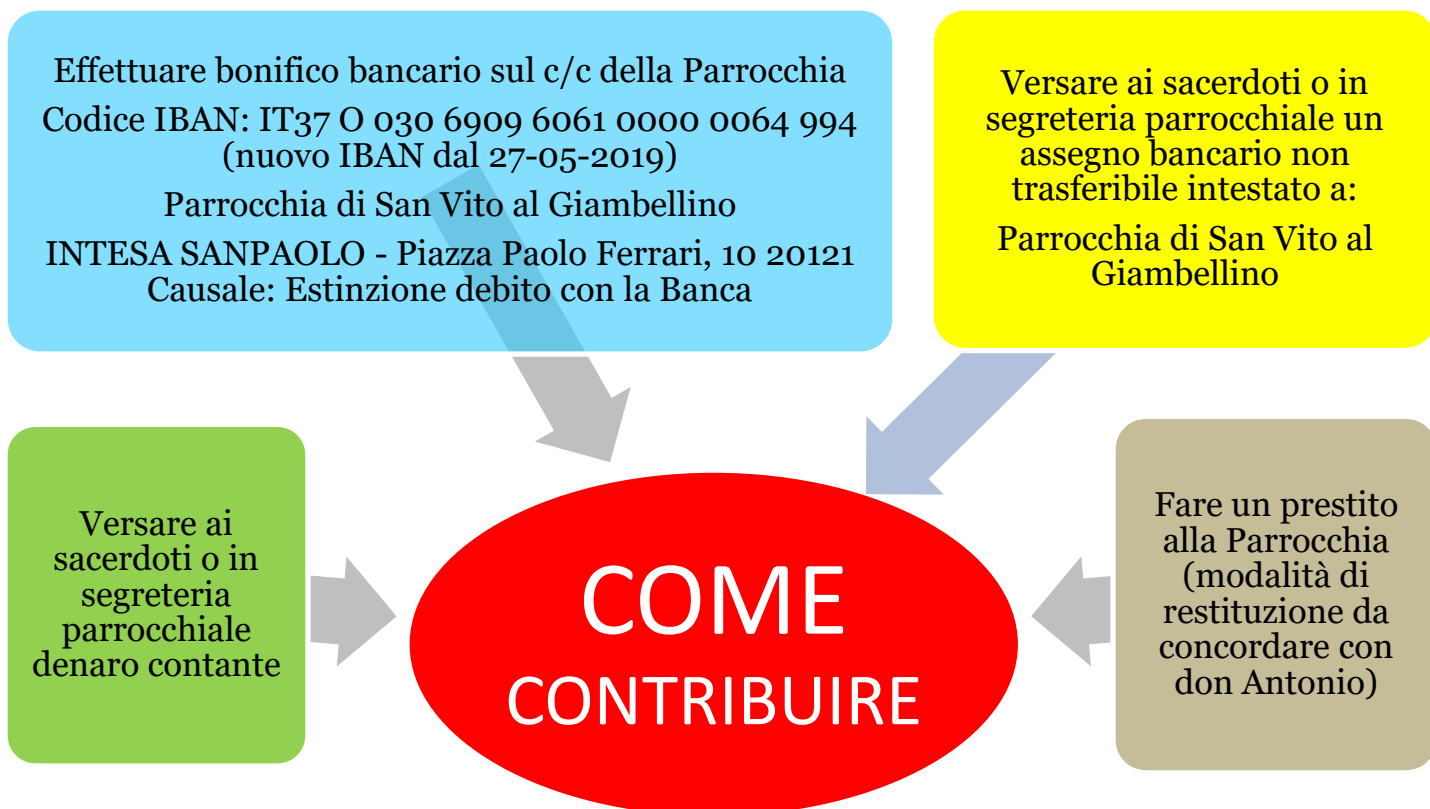 Effettuare bonifico bancario sul c/c della Parrocchia
Codice IBAN: IT37 O 030 6909 6061 0000 0064 994
(nuovo IBAN dal 27-05-2019)
Parrocchia di San Vito al Giambellino
INTESA SANPAOLO - Piazza Paolo Ferrari, 10 20121
Causale: Estinzione debito con la Banca
Versare ai sacerdoti o in
segreteria parrocchiale un
assegno bancario non
trasferibile intestato a:
Parrocchia di San Vito al
Giambellino
Versare ai
sacerdoti o in
segreteria
parrocchiale
denaro contante
COME
CONTRIBUIRE
Fare un prestito
alla Parrocchia
(modalità di
restituzione da
concordare con
don Antonio)